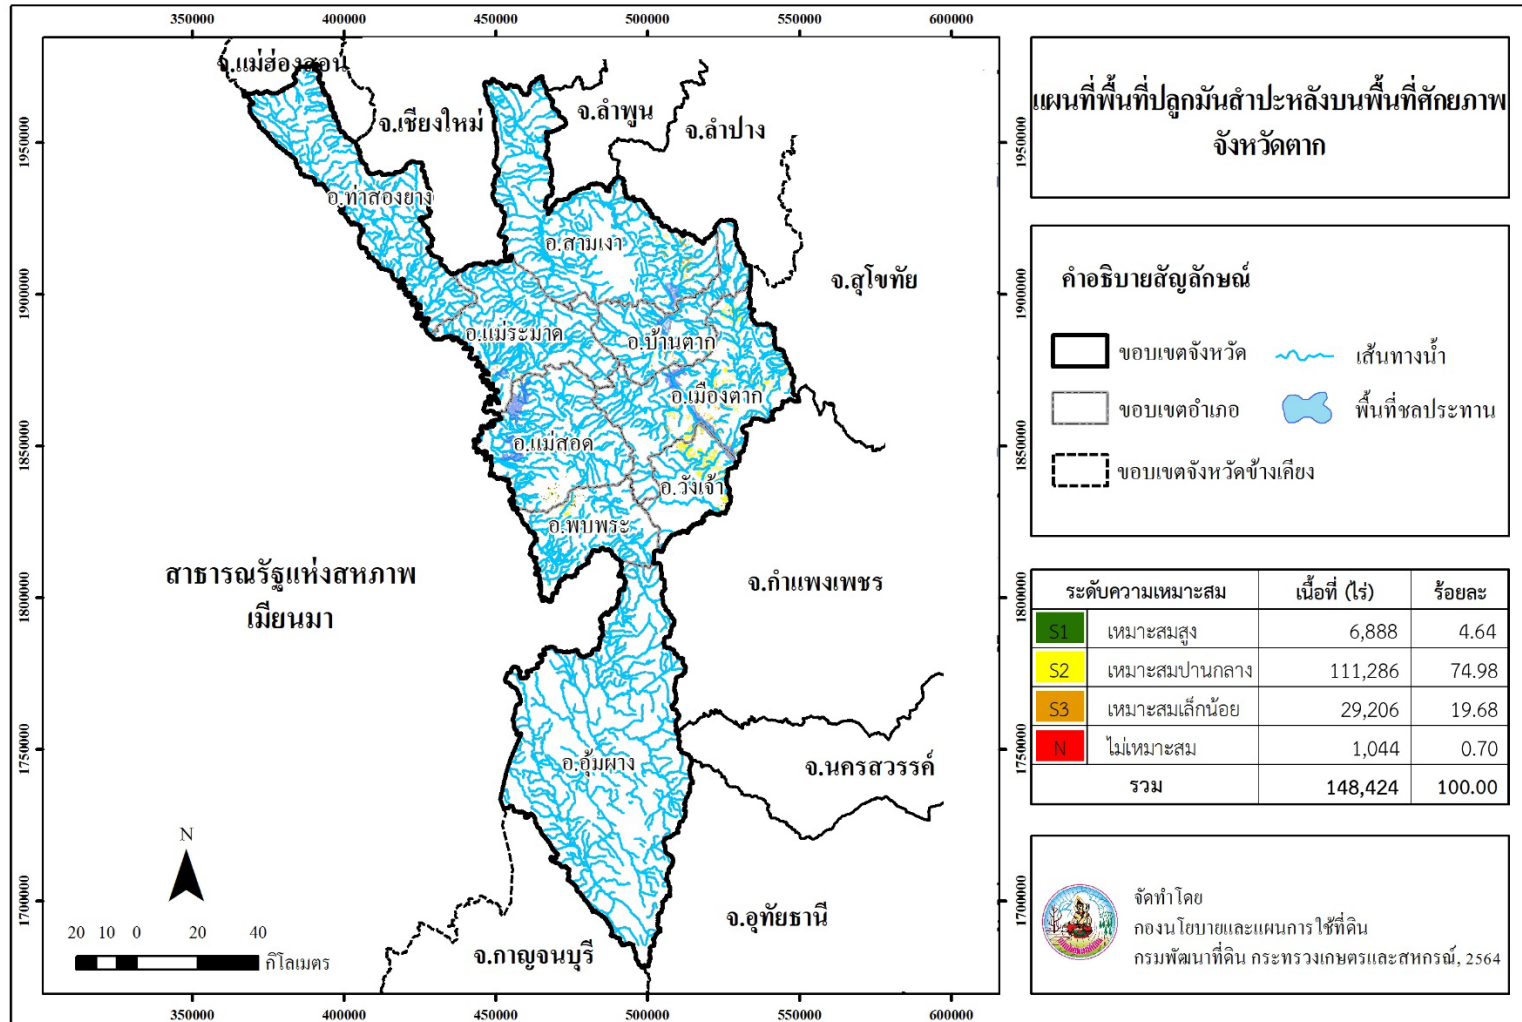 350000 400000 450000 500000 550000 600000
1950000 1900000 1850000 1800000 1750000 1700000
จ.แม่ฮ่องสอน
จ.เชียงใหม่
จ.ลำพูน
จ.ลำปาง
จ.สุโขทัย
อ.ท่าสองยาง
อ.สามเงา
อ.แม่ระมาด
อ.บ้านตาก
อ.เมืองตาก
อ.แม่สอด
อ.วังเจ้า
อ.พบพระ
สาธารณรัฐแห่งสหภาพ
เมียนมา
จ.กำแพงเพชร
อ.อุ้มผาง
จ.นครสวรรค์
จ.อุทัยธานี
จ.กาญจนบุรี
N
20 10 0 20 40
กิโลเมตร
350000 400000 450000 500000 550000 600000
1950000 1900000 1850000 1800000 1750000 1700000
แผนที่พื้นที่ปลูกมันสำปะหลังบนพื้นที่ศักยภาพ
จังหวัดตาก
คำอธิบายสัญลักษณ์
ขอบเขตจังหวัด เส้นทางน้ำ
ขอบเขตอำเภอ พื้นที่ชลประทาน
ขอบเขตจังหวัดข้างเคียง
ระดับความเหมาะสม เนื้อที่ (ไร่) ร้อยละ
S1 เหมาะสมสูง 6,888 4.64
S2 เหมาะสมปานกลาง 111,286 74.98
S3 เหมาะสมเล็กน้อย 29,206 19.68
N ไม่เหมาะสม 1,044 0.70
รวม 148,424 100.00
จัดทำโดย
กองนโยบายและแผนการใช้ที่ดิน
กรมพัฒนาที่ดิน กระทรวงเกษตรและสหกรณ์, 2564